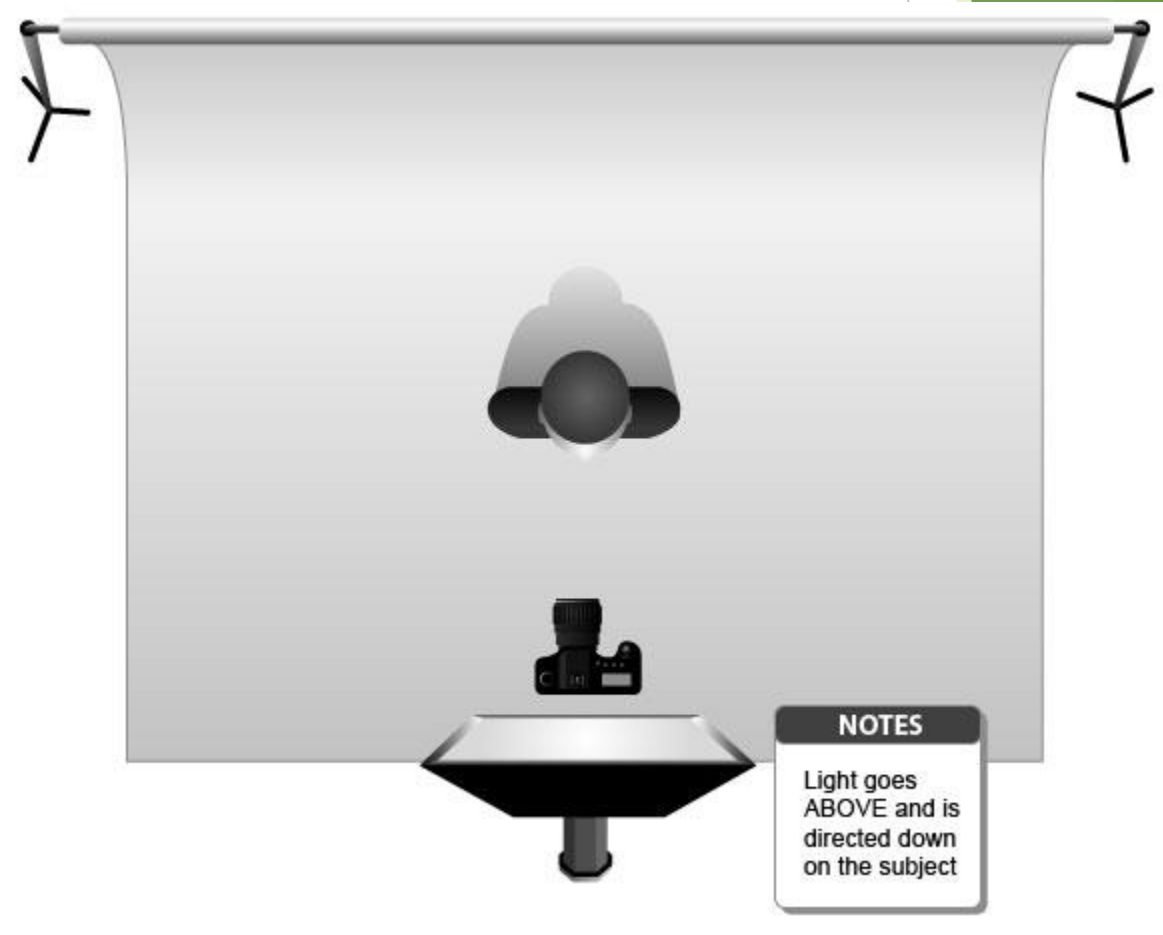 NOTES
Light goes
ABOVE and is
directed down
on the subject